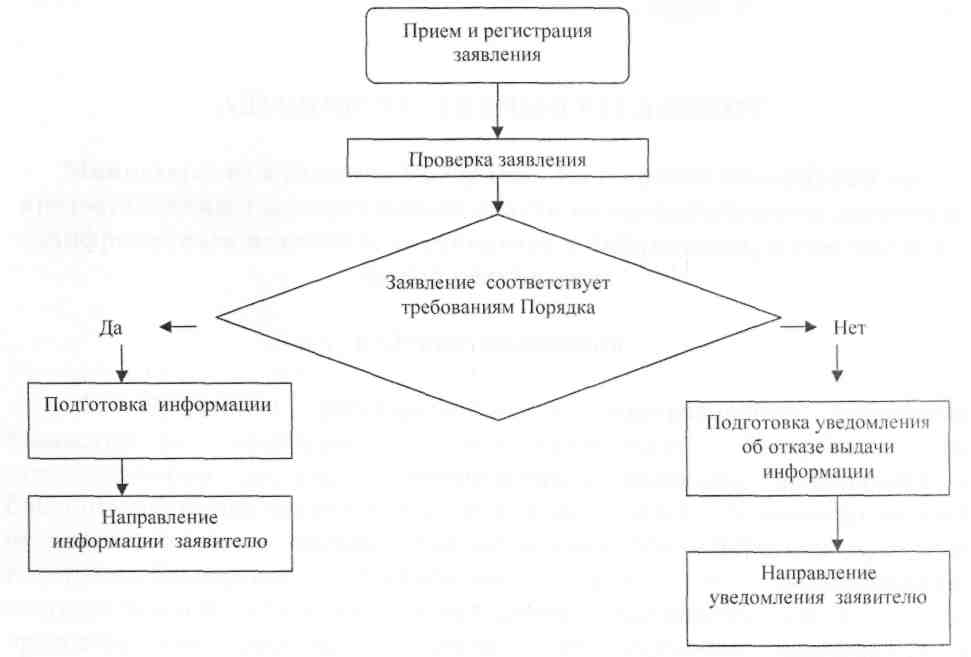 Прием и регистрация
заявления
Проверка заявления
Заявление соответствует
требованиям Порядка
Да
Нет
Подготовка информации
Подготовка уведомления
об отказе выдачи
информации
Направление
информации заявителю
Направление
уведомления заявителю